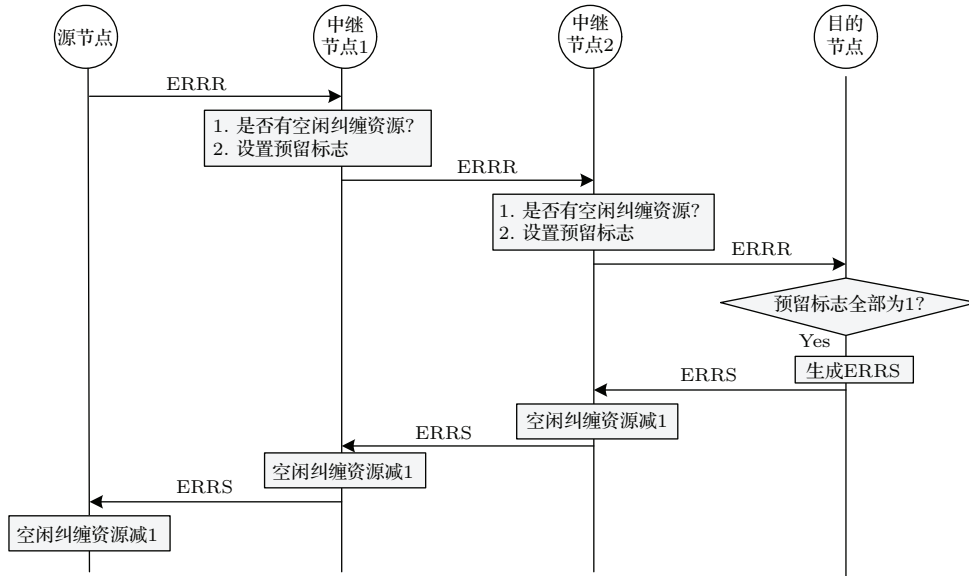 源节点
中继
节点1
中继
节点2
目的
节点
ERRR
1. 是否有空闲纠缠资源?
2. 设置预留标志
ERRR
1. 是否有空闲纠缠资源?
2. 设置预留标志
ERRR
预留标志全部为1?
Yes
生成ERRS
ERRS
空闲纠缠资源减1
ERRS
空闲纠缠资源减1
ERRS
空闲纠缠资源减1